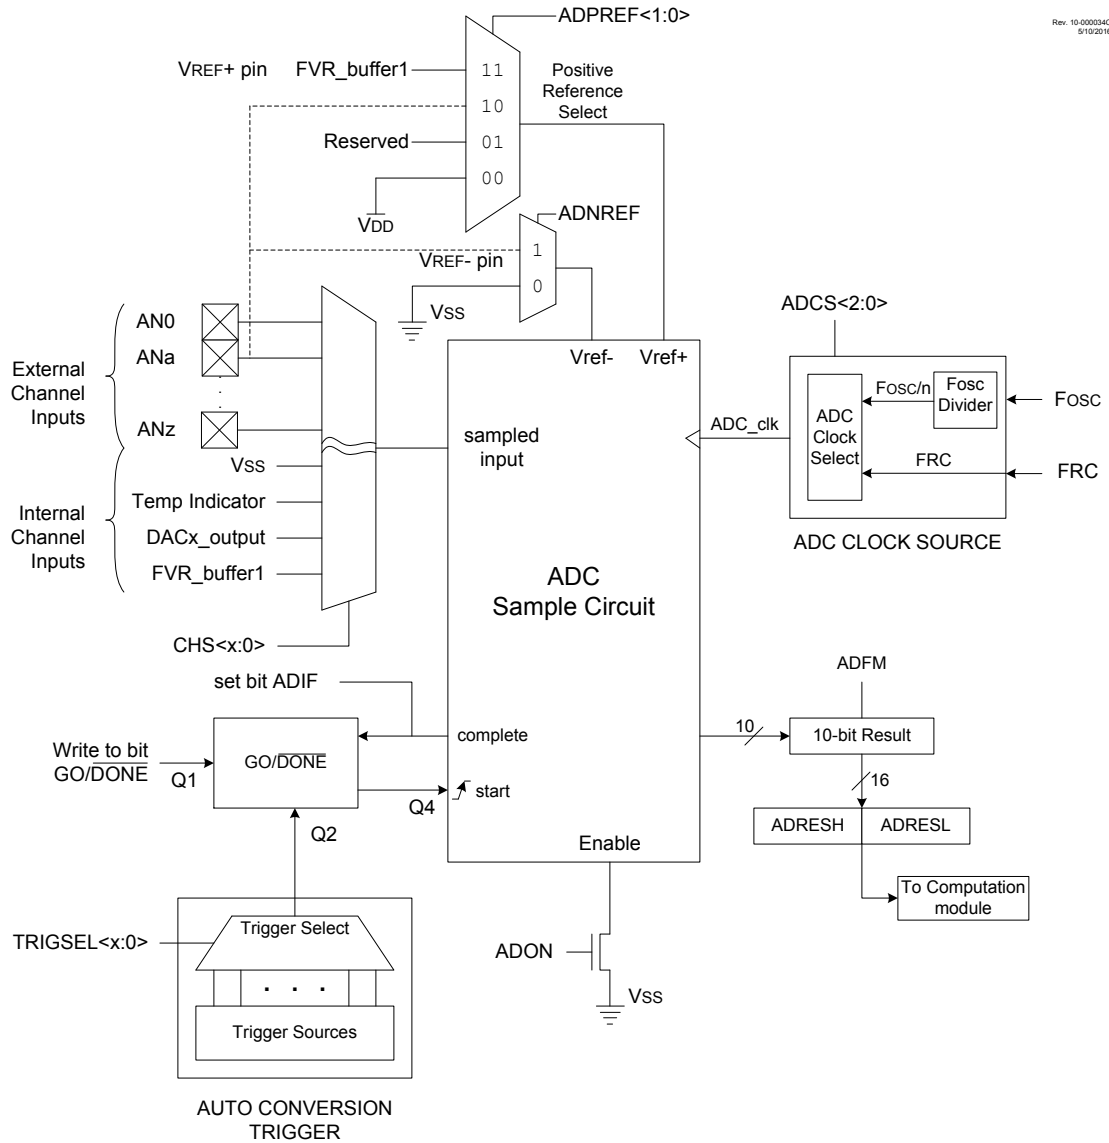 Rev. 10-000034C
5/10/2016
ADPREF<1:0>
VREF+ pin
FVR_buffer1
11
10
Reserved
01
00
VDD
Positive
Reference
Select
ADNREF
VREF- pin
1
0
VSS
External
Channel
Inputs
AN0
ANa
.
.
.
ANz
Internal
Channel
Inputs
VSS
Temp Indicator
DACx_output
FVR_buffer1
CHS<x:0>
Vref-
Vref+
sampled
input
ADC
Sample Circuit
complete
start
Enable
ADCS<2:0>
ADC_clk
ADC
Clock
Select
FOSC/n
Fosc
Divider
FOSC
FRC
FRC
ADC CLOCK SOURCE
set bit ADIF
Write to bit
GO/DONE
Q1
GO/DONE
Q4
Q2
TRIGSEL<x:0>
Trigger Select
. . .
Trigger Sources
AUTO CONVERSION
TRIGGER
ADON
VSS
ADFM
10
10-bit Result
16
ADRESH
ADRESL
To Computation
module